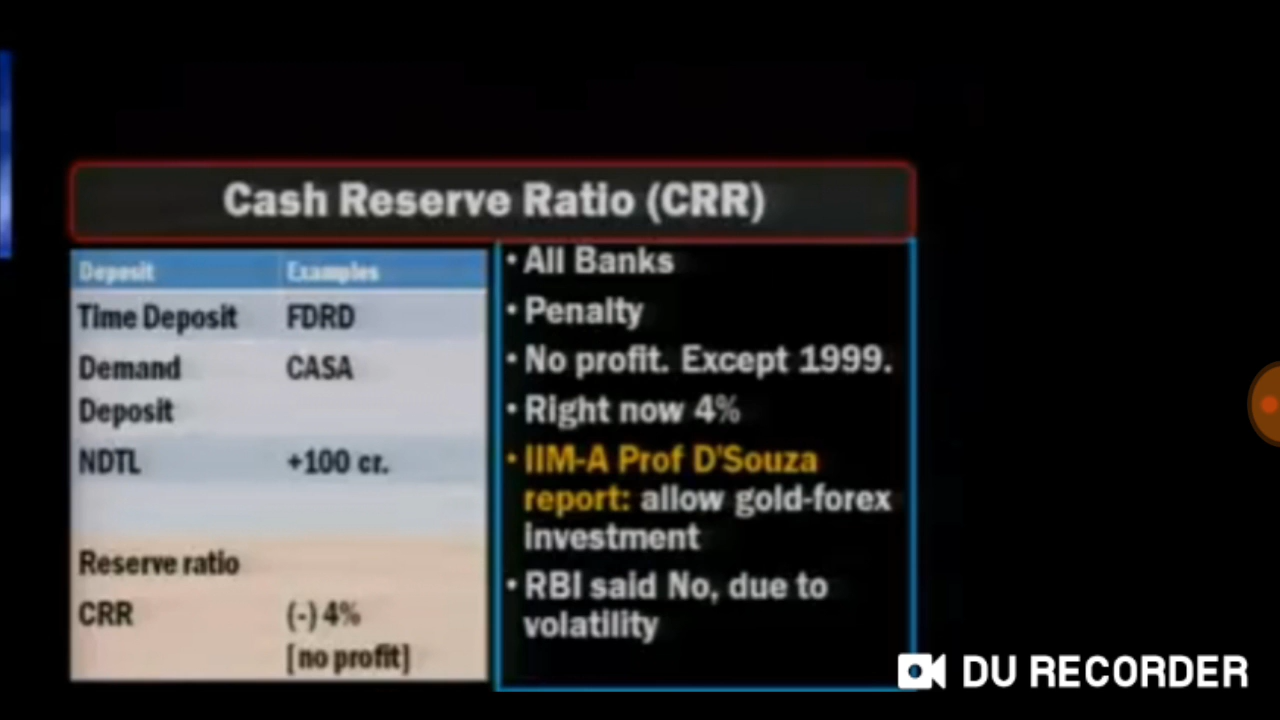 Cash Reserve Ratio (CRR)
Deposit Examples
Time Deposit FDRD
Demand CASA
Deposit
NDTL +100 cr.
Reserve ratio
CRR (-) 4%
[no profit]
• All Banks
• Penalty
• No profit. Except 1999.
• Right now 4%
• IIM-A Prof D'Souza
report: allow gold-forex
investment
• RBI said No, due to
volatility
DU RECORDER